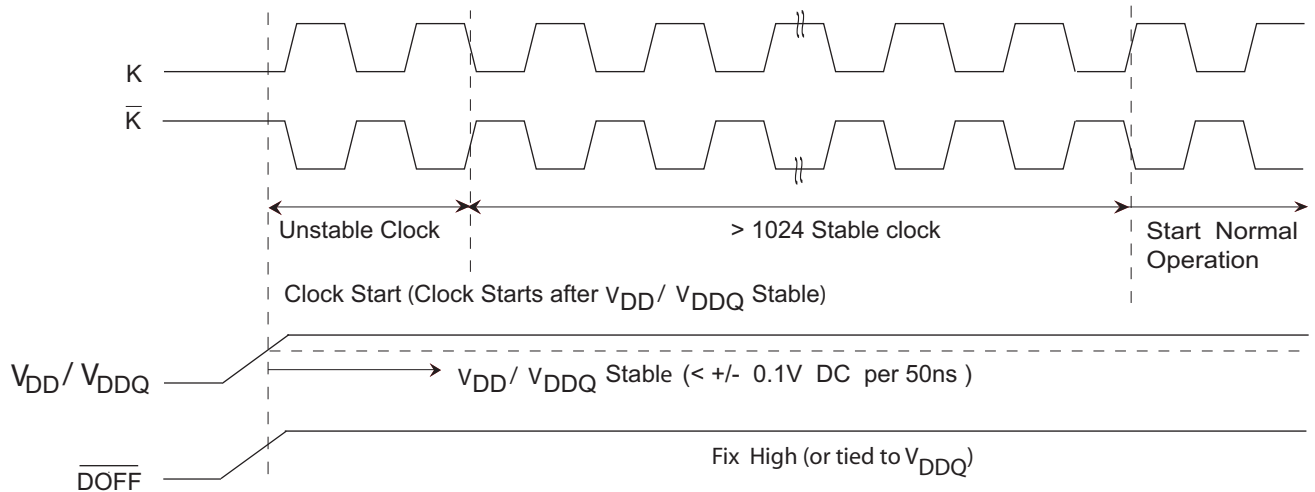 K
K
Unstable Clock
> 1024 Stable clock
Start Normal
Operation
Clock Start (Clock Starts after VDD/ VDDQ Stable)
VDD/ VDDQ
VDD/ VDDQ Stable (< +/- 0.1V DC per 50ns )
Fix High (or tied to VDDQ)
DOFF